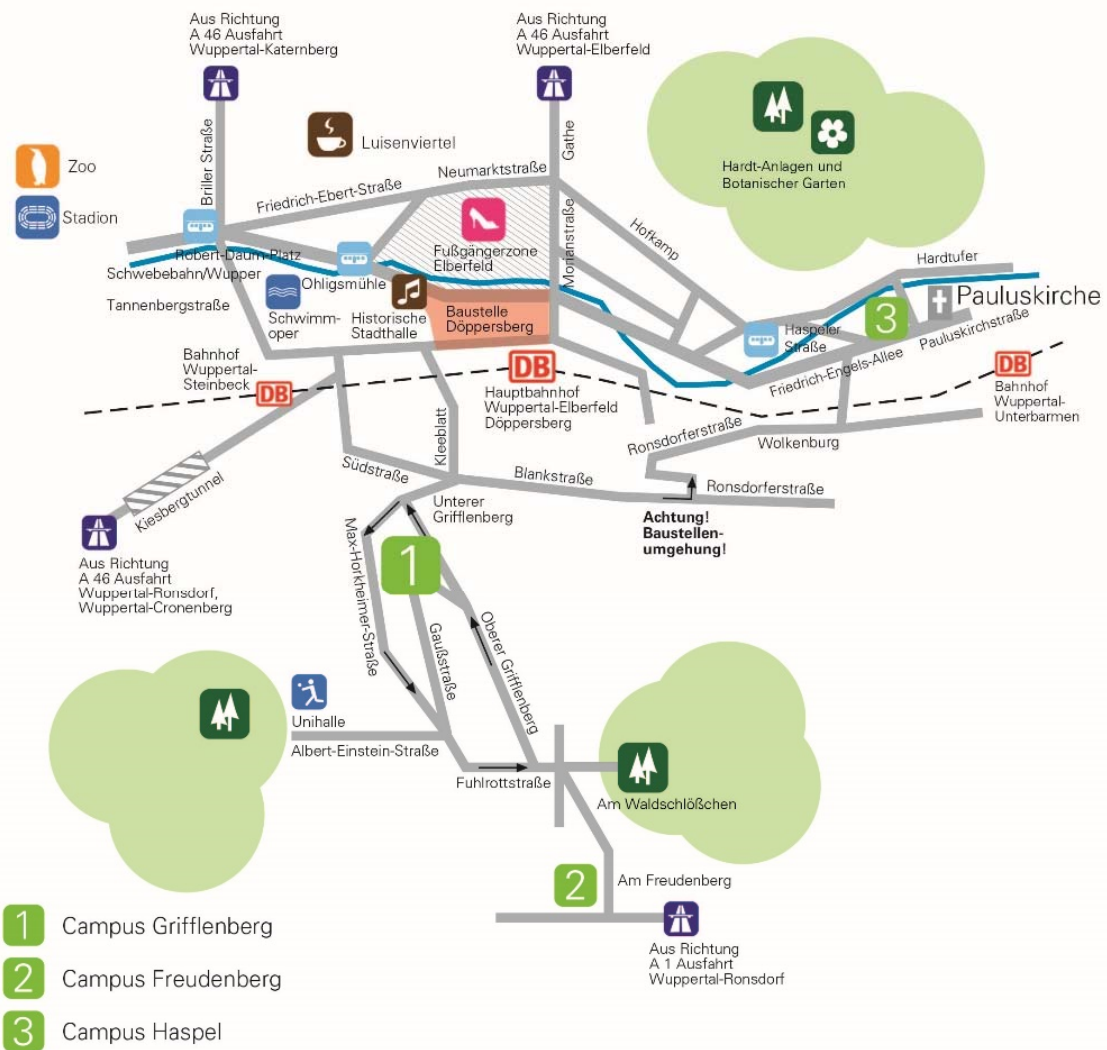 Aus Richtung
A 46 Ausfahrt
Wuppertal-Katernberg
Aus Richtung
A 46 Ausfahrt
Wuppertal-Elberfeld
Briller Straße
Luisenviertel
Gathe
Zoo
Stadion
Hardt-Anlagen und
Botanischer Garten
Neumarktstraße
Friedrich-Ebert-Straße
Fußgängerzone
Elberfeld
Morianstraße
Hofkamp
Hardtufer
Robert-Daum-Platz
Schwebebahn/Wupper
Ohligsmühle
Tannenbergstraße
Schwimm-
oper
Historische
Stadthalle
Baustelle
Döppersberg
3
Pauluskirche
Pauluskirchstraße
Haspeler
Straße
Friedrich-Engels-Allee
Bahnhof
Wuppertal-
Steinbeck
DB
DB
Hauptbahnhof
Wuppertal-Elberfeld
Döppersberg
DB
Bahnhof
Wuppertal-
Unterbarmen
Kleeblatt
Ronsdorferstraße
Wolkenburg
Südstraße
Blankstraße
Ronsdorferstraße
Kiesbergtunnel
Unterer
Grifflenberg
Achtung!
Baustellen-
umgehung!
Aus Richtung
A 46 Ausfahrt
Wuppertal-Ronsdorf,
Wuppertal-Cronenberg
1
Max-Horkheimer-Straße
Gaußstraße
Oberer Grifflenberg
Unihalle
Albert-Einstein-Straße
Fuhlrottstraße
Am Waldschlößchen
2
Am Freudenberg
Aus Richtung
A 1 Ausfahrt
Wuppertal-Ronsdorf
1 Campus Grifflenberg
2 Campus Freudenberg
3 Campus Haspel